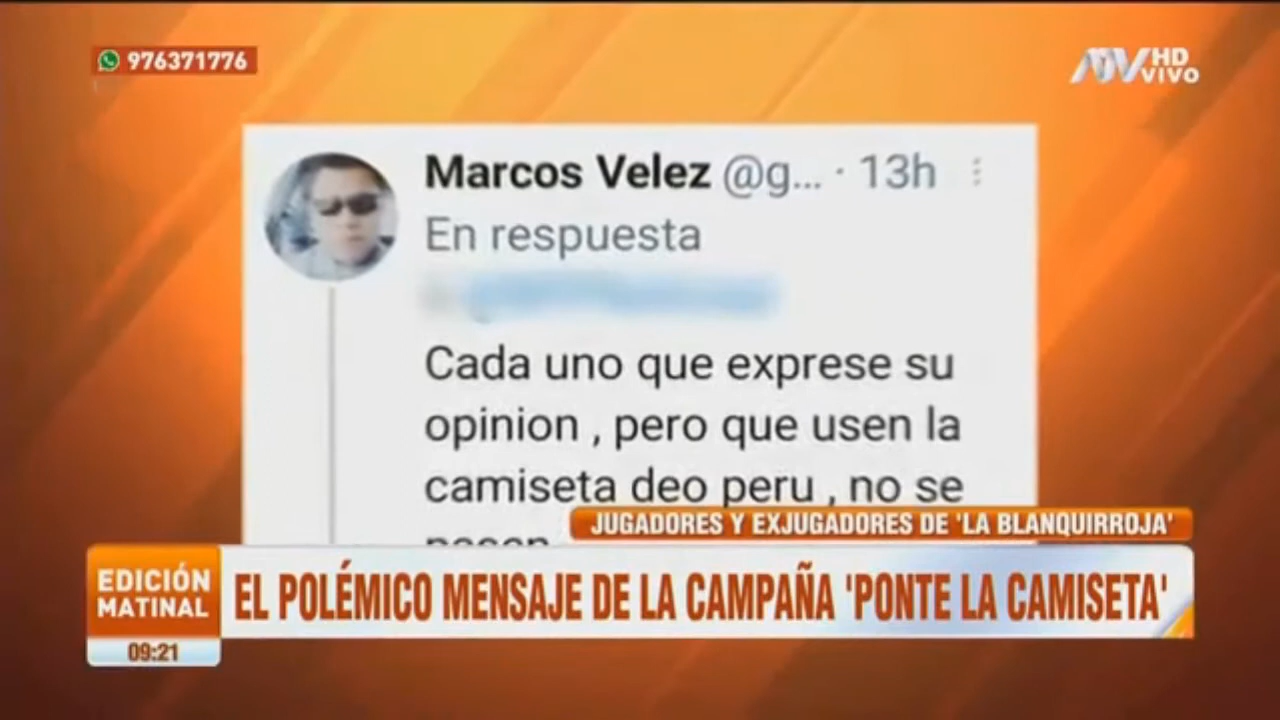 976371776
ATV HD
VIVO
Marcos Velez @g... · 13h
En respuesta
Cada uno que exprese su
opinion , pero que usen la
camiseta deo peru , no se
JUGADORES Y EXJUGADORES DE 'LA BLANQUIRROJA'
EDICIÓN
MATINAL
EL POLÉMICO MENSAJE DE LA CAMPAÑA 'PONTE LA CAMISETA'
09:21